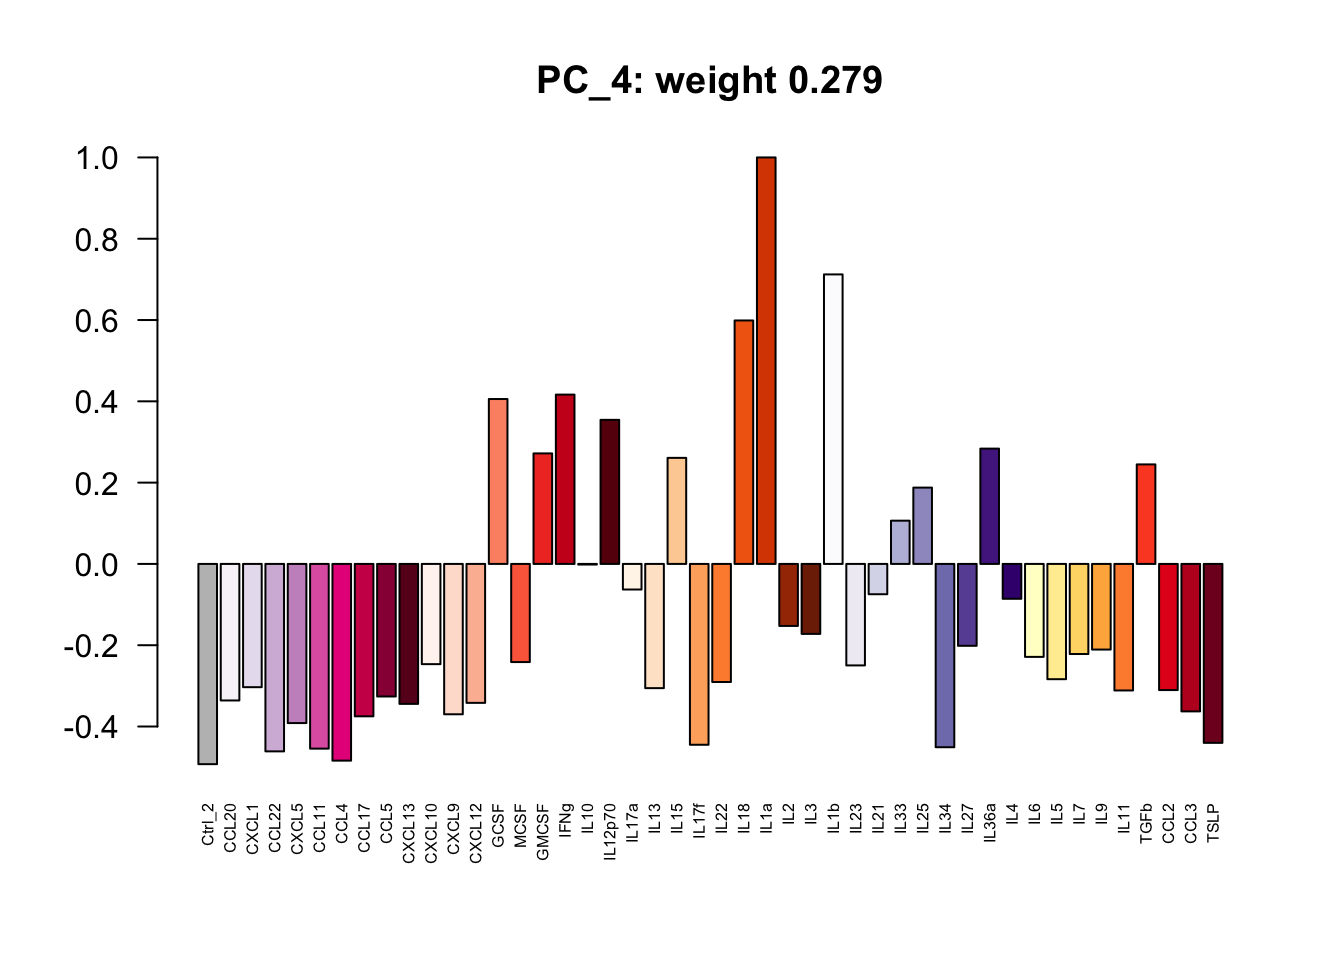 PC_4: weight 0.279
1.0
0.8
0.6
0.4
0.2
0.0
-0.2
-0.4
Ctrl_2
CCL20
CXCL1
CCL22
CXCL5
CCL11
CCL4
CCL17
CCL5
CXCL13
CXCL10
CXCL9
CXCL12
GCSF
MCSF
GMCSF
IFNg
IL10
IL12p70
IL17a
IL13
IL15
IL17f
IL22
IL18
IL1a
IL2
IL3
IL1b
IL23
IL21
IL33
IL25
IL34
IL27
IL36a
IL4
IL6
IL5
IL7
IL9
IL11
TGFb
CCL2
CCL3
TSLP